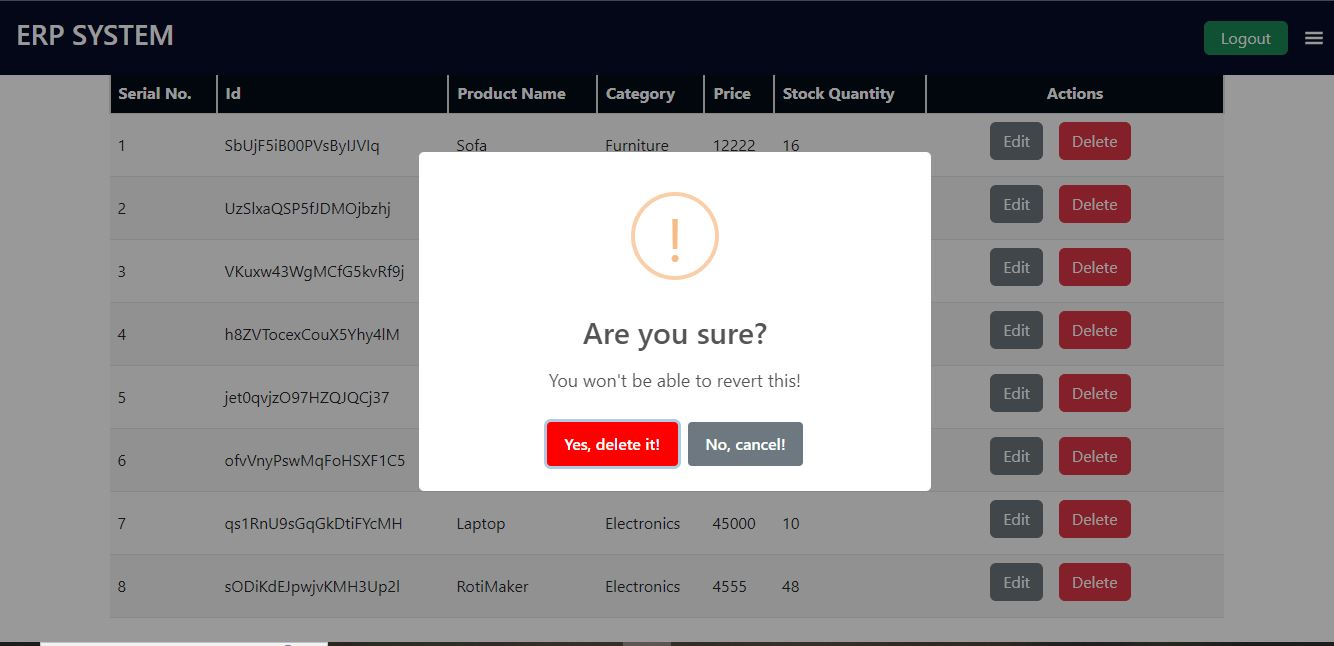 ERP SYSTEM
Logout
Serial No. Id Product Name Category Price Stock Quantity Actions
1 SbUjF5iB00PVsByIJVIq Sofa Furniture 12222 16 Edit Delete
2 UzSlxaQSP5fJDMOjbzhj Edit Delete
3 VKuxw43WgMCfG5kvRf9j Edit Delete
!
Are you sure?
4 h8ZVTocexCouX5Yhy4lM Edit Delete
You won't be able to revert this!
5 jet0qvjzO97HZQJQCj37 Edit Delete
Yes, delete it! No, cancel!
6 ofvVnyPswMqFoHSXF1C5 Edit Delete
7 qs1RnU9sGqGkDtiFYcMH Laptop Electronics 45000 10 Edit Delete
8 sODiKdEJpwjvKMH3Up2l RotiMaker Electronics 4555 48 Edit Delete